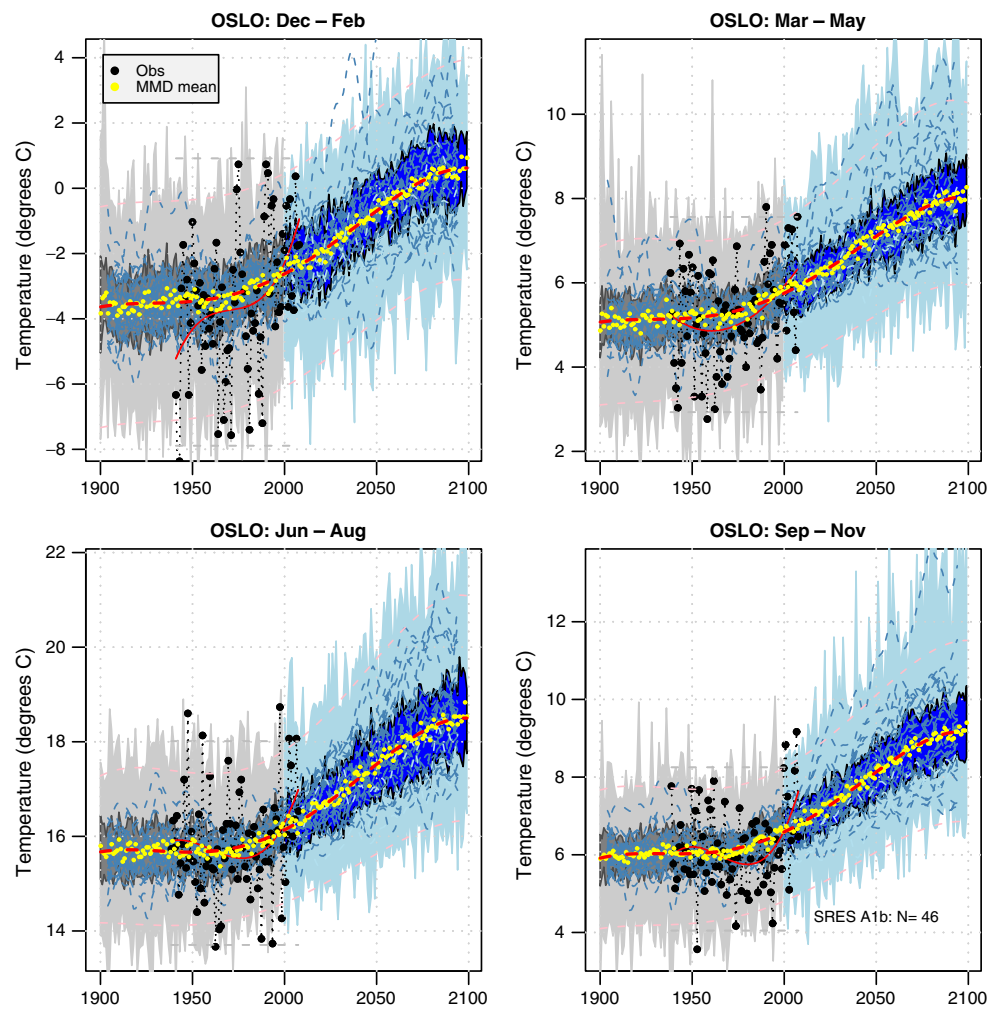 OSLO: Dec – Feb
Temperature (degrees C)
4
2
0
−2
−4
−6
−8
Obs
MMD mean
1900 1950 2000 2050 2100
OSLO: Mar – May
Temperature (degrees C)
10
8
6
4
2
1900 1950 2000 2050 2100
OSLO: Jun – Aug
Temperature (degrees C)
22
20
18
16
14
1900 1950 2000 2050 2100
OSLO: Sep – Nov
Temperature (degrees C)
12
10
8
6
4
SRES A1b: N= 46
1900 1950 2000 2050 2100